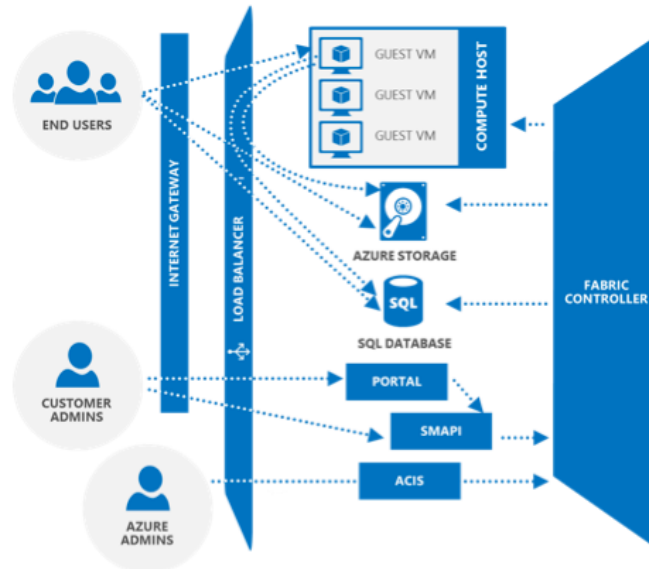 END USERS
INTERNET GATEWAY
LOAD BALANCER
GUEST VM
GUEST VM
GUEST VM
COMPUTE HOST
AZURE STORAGE
SQL
SQL DATABASE
FABRIC
CONTROLLER
CUSTOMER
ADMINS
PORTAL
SMAPI
AZURE
ADMINS
ACIS